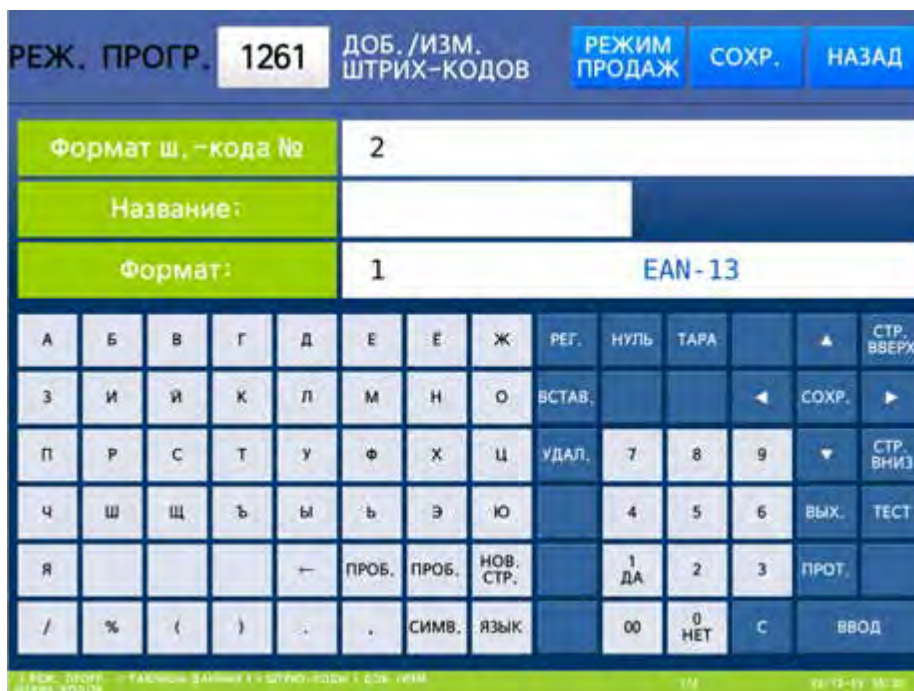 РЕЖ. ПРОГР. 1261 ДОБ./ИЗМ. ШТРИХ-КОДОВ РЕЖИМ ПРОДАЖ СОХР. НАЗАД
Формат ш.-кода № 2
Название:
Формат: 1 EAN-13
А Б В Г Д Е Ё Ж РЕГ. НУЛЬ ТАРА ▲ СТР. ВВЕРХ
З И Й К Л М Н О ВСТАВ. ◄ СОХР. ►
П Р С Т У Ф Х Ц УДАЛ. 7 8 9 ▼ СТР. ВНИЗ
Ч Ш Щ Ъ Ы Ь Э Ю 4 5 6 ВЫХ. ТЕСТ
Я ← ПРОБ. ПРОБ. НОВ. СТР. 1 ДА 2 3 ПРОТ.
/ % ( ) . , СИМВ. ЯЗЫК 00 0 НЕТ С ВВОД